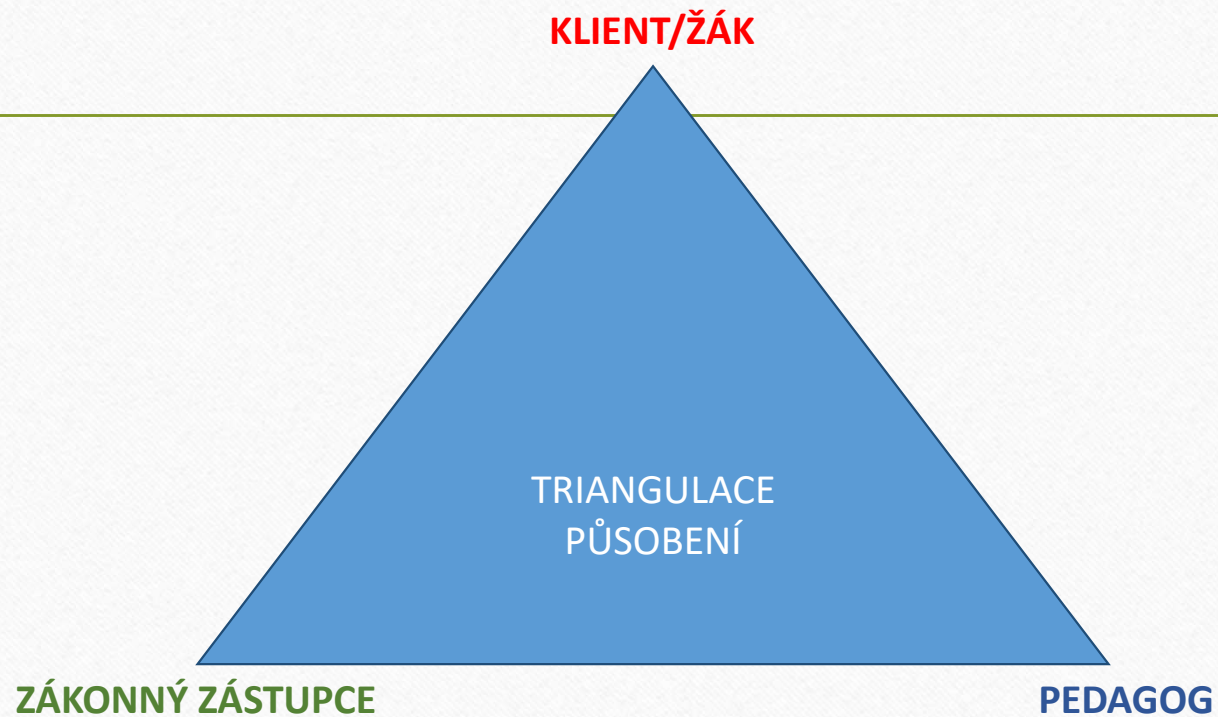 KLIENT/ŽÁK
TRIANGULACE
PŮSOBENÍ
ZÁKONNÝ ZÁSTUPCE
PEDAGOG